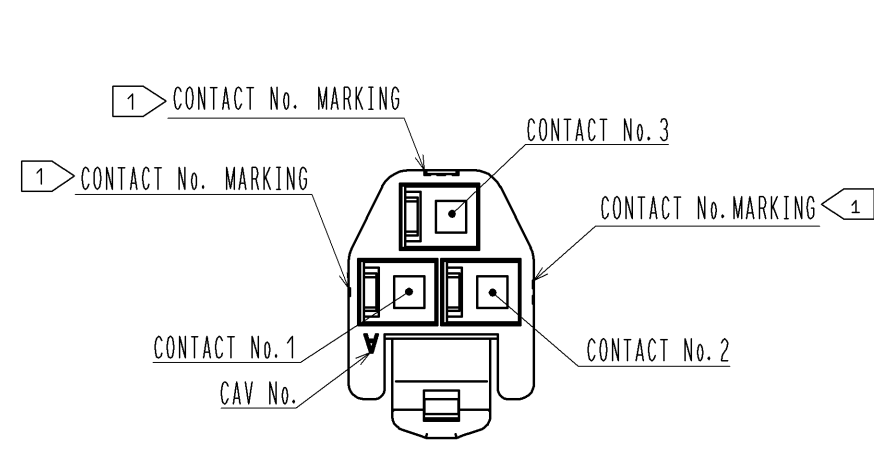 1 CONTACT No. MARKING
CONTACT No.3
1 CONTACT No. MARKING
CONTACT No.MARKING 1
CONTACT No.1
CONTACT No.2
A
CAV No.